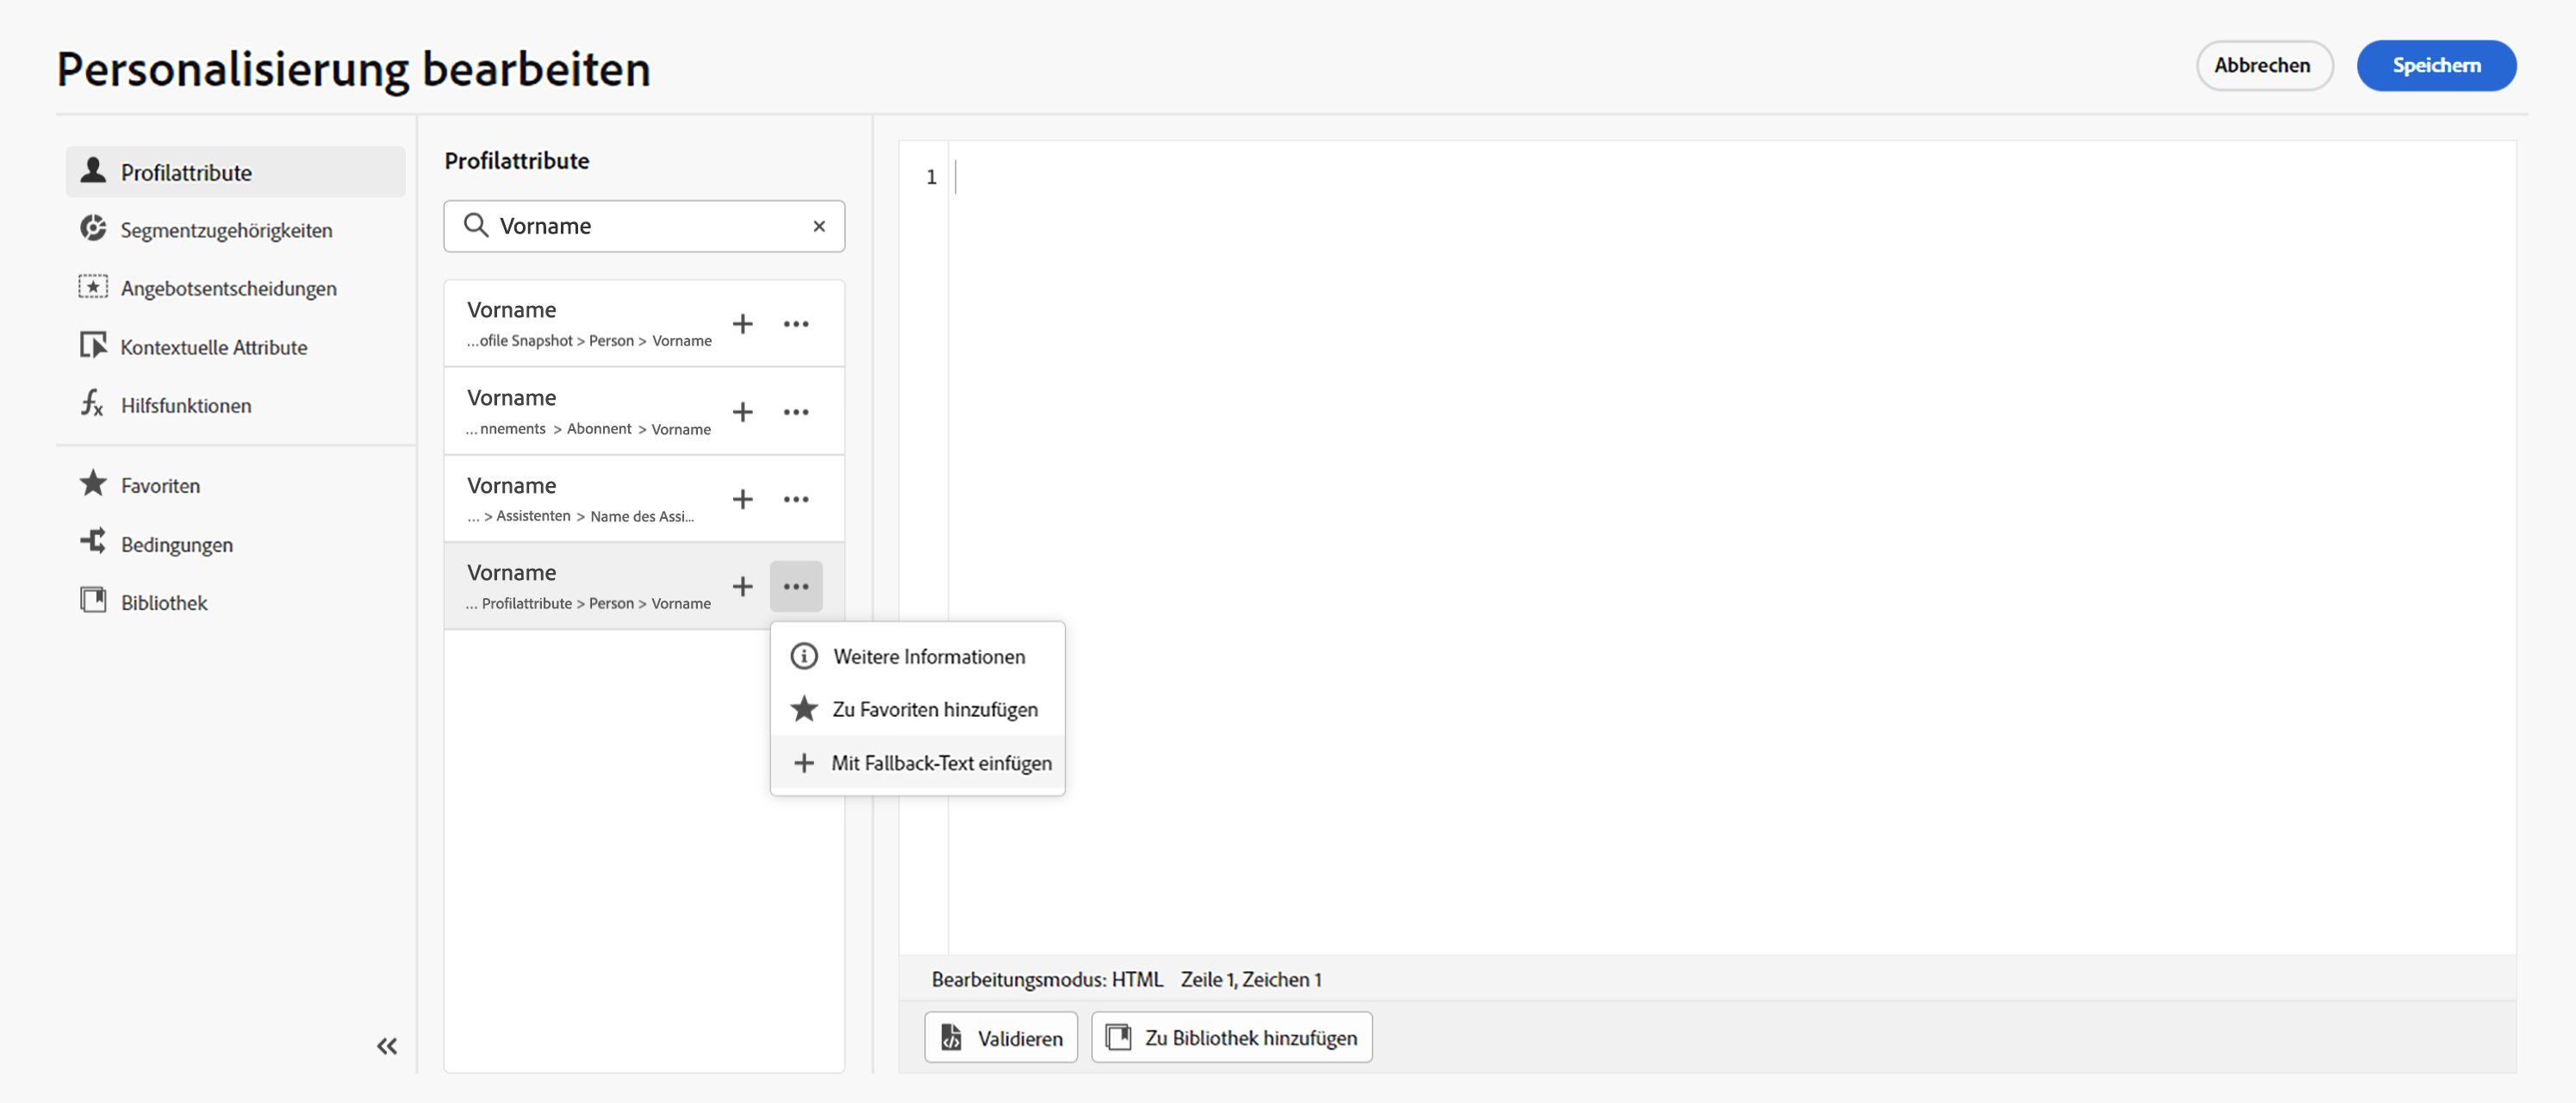 Personalisierung bearbeiten
Abbrechen
Speichern
Profilattribute
Segmentzugehörigkeiten
Angebotsentscheidungen
Kontextuelle Attribute
Hilfsfunktionen
Favoriten
Bedingungen
Bibliothek
Profilattribute
Vorname
Vorname
...ofile Snapshot > Person > Vorname
Vorname
... nnements > Abonnent > Vorname
Vorname
... > Assistenten > Name des Assi...
Vorname
... Profilattribute > Person > Vorname
Weitere Informationen
Zu Favoriten hinzufügen
Mit Fallback-Text einfügen
1
Bearbeitungsmodus: HTML Zeile 1, Zeichen 1
Validieren
Zu Bibliothek hinzufügen